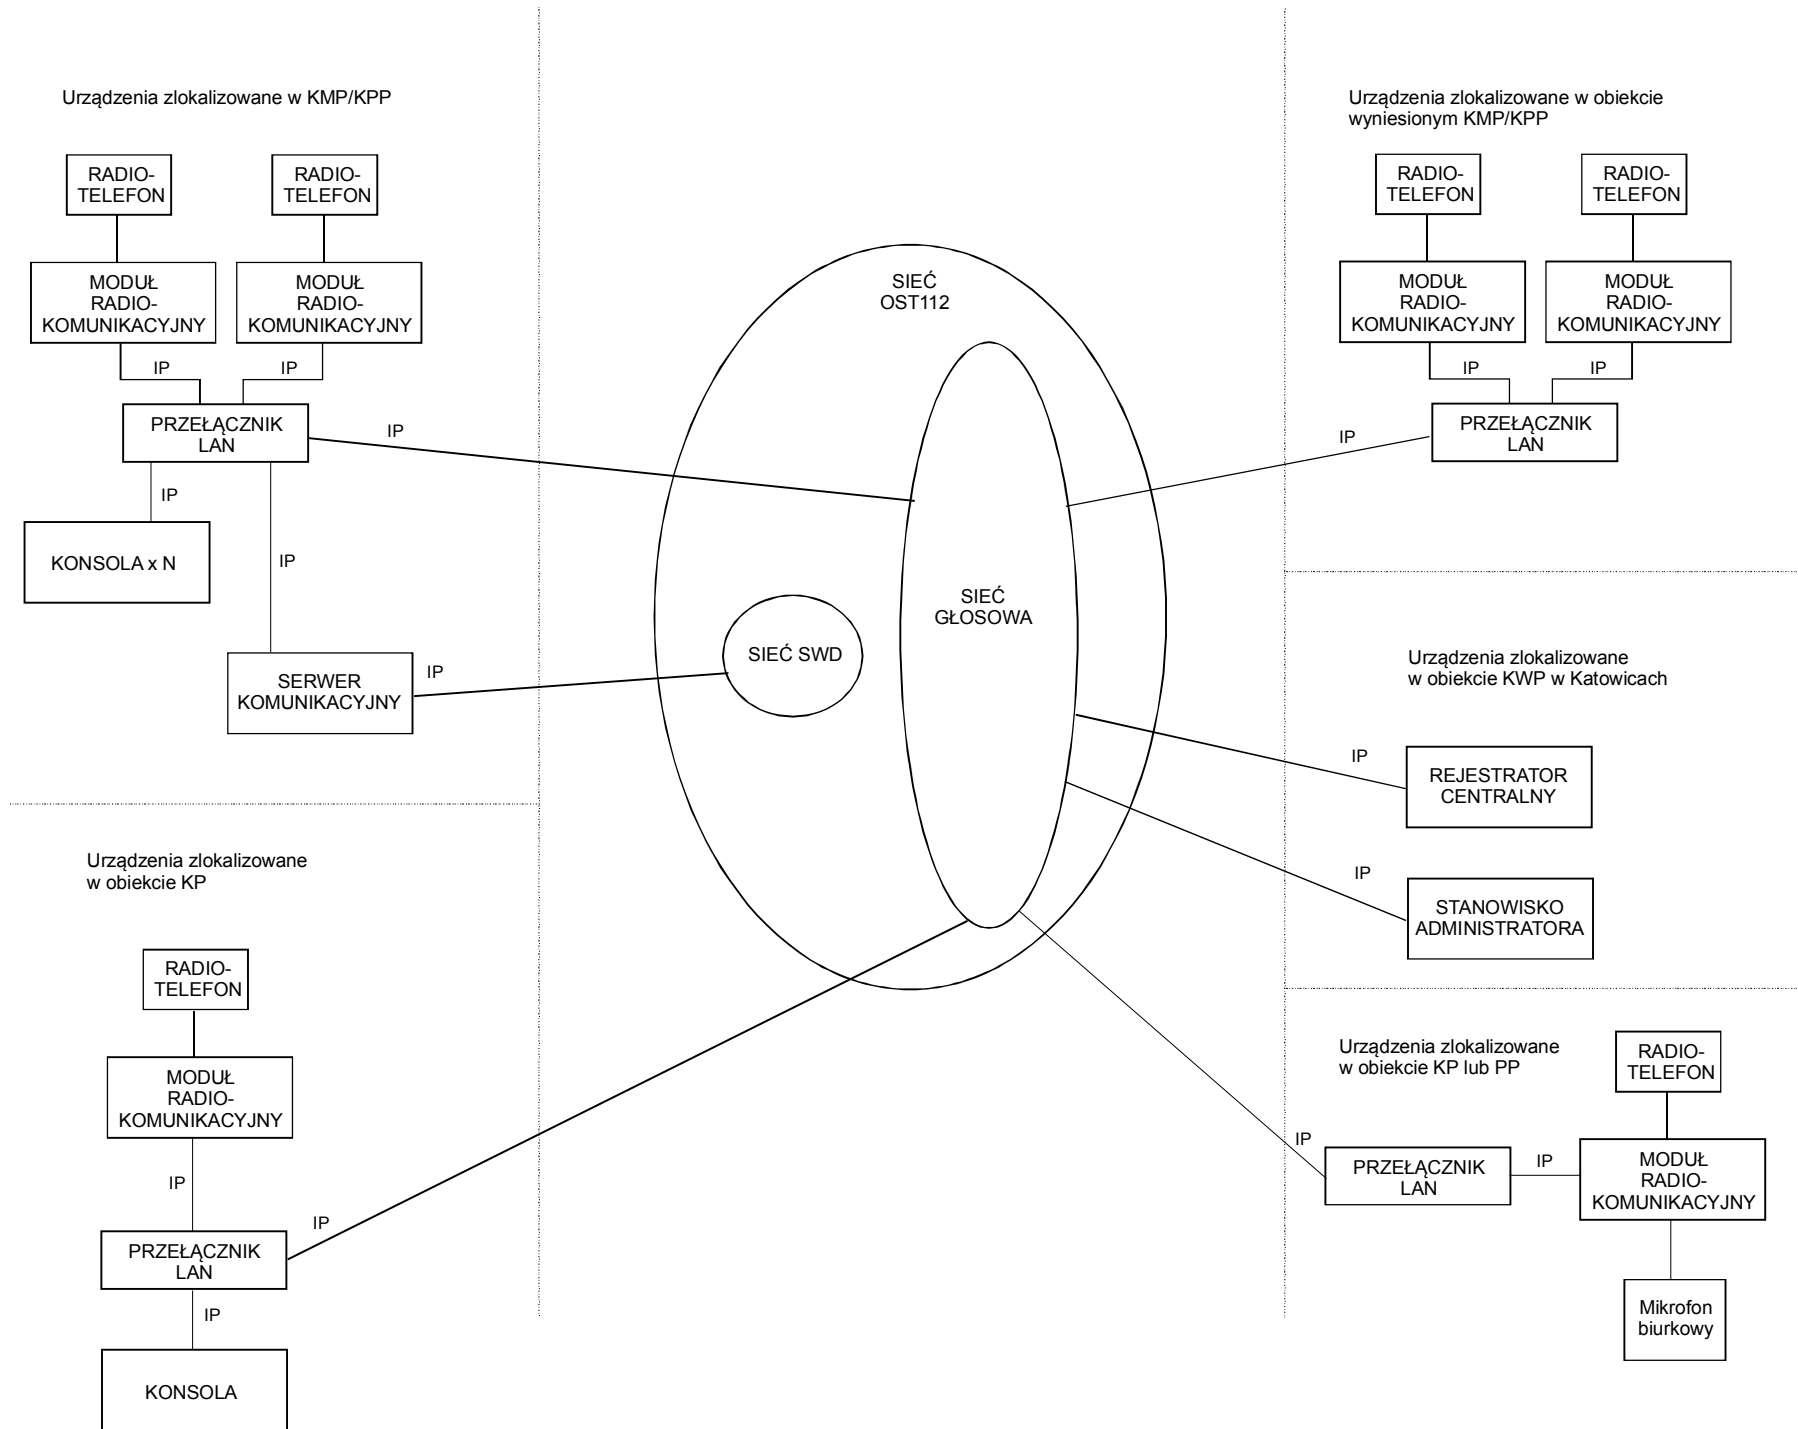 Urządzenia zlokalizowane w KMP/KPP
RADIO-
TELEFON
RADIO-
TELEFON
MODUŁ
RADIO-
KOMUNIKACYJNY
MODUŁ
RADIO-
KOMUNIKACYJNY
IP
IP
PRZEŁĄCZNIK
LAN
IP
IP
KONSOLA x N
IP
SERWER
KOMUNIKACYJNY
IP
Urządzenia zlokalizowane
w obiekcie KP
RADIO-
TELEFON
MODUŁ
RADIO-
KOMUNIKACYJNY
IP
PRZEŁĄCZNIK
LAN
IP
IP
KONSOLA
SIEĆ
OST112
SIEĆ
GŁOSOWA
SIEĆ SWD
Urządzenia zlokalizowane w obiekcie
wyniesionym KMP/KPP
RADIO-
TELEFON
RADIO-
TELEFON
MODUŁ
RADIO-
KOMUNIKACYJNY
MODUŁ
RADIO-
KOMUNIKACYJNY
IP
IP
IP
PRZEŁĄCZNIK
LAN
Urządzenia zlokalizowane
w obiekcie KWP w Katowicach
IP
REJESTRATOR
CENTRALNY
IP
STANOWISKO
ADMINISTRATORA
Urządzenia zlokalizowane
w obiekcie KP lub PP
RADIO-
TELEFON
IP
PRZEŁĄCZNIK
LAN
IP
MODUŁ
RADIO-
KOMUNIKACYJNY
Mikrofon
biurkowy